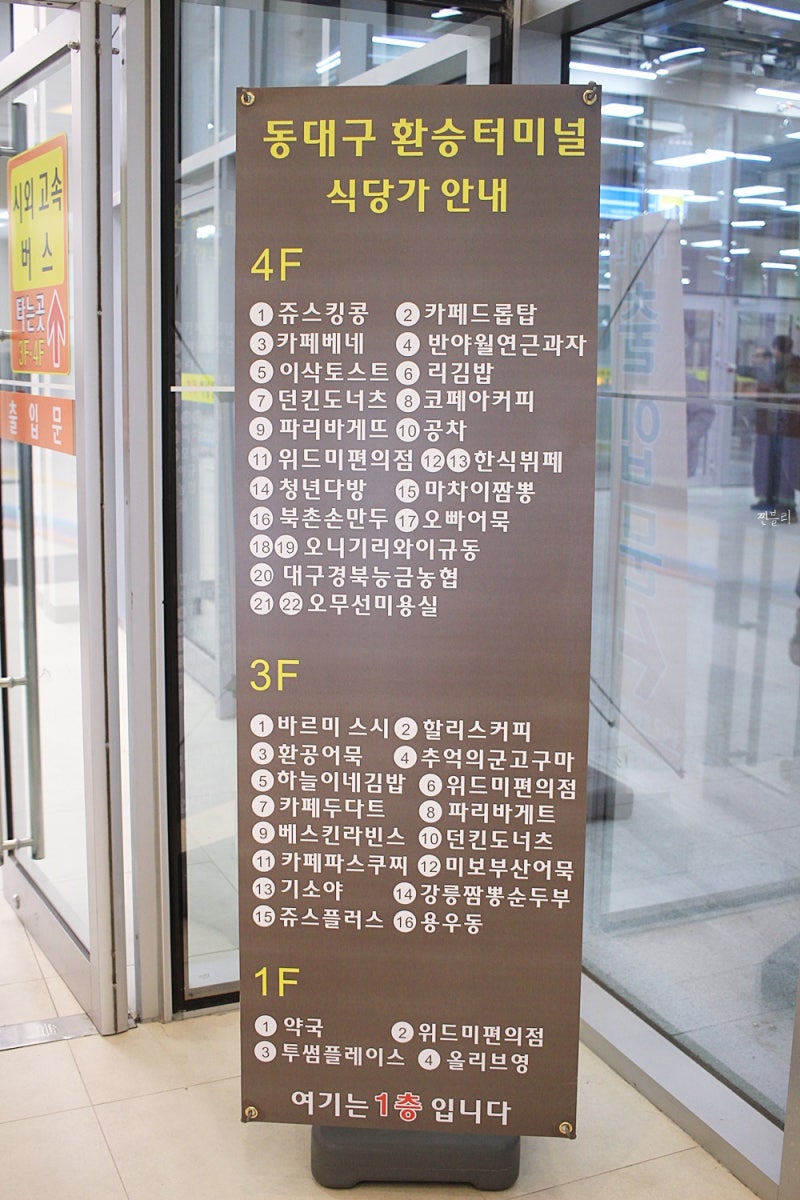 동대구 환승터미널
식당가 안내
4F
1 쥬스킹콩 2 카페드롭탑
3 카페베네 4 반야월연근과자
5 이삭토스트 6 리김밥
7 던킨도너츠 8 코페아커피
9 파리바게뜨 10 공차
11 위드미편의점 12 13 한식뷔페
14 청년다방 15 마차이짬뽕
16 북촌손만두 17 오빠어묵
18 19 오니기리와이규동
20 대구경북능금농협
21 22 오무선미용실
3F
1 바르미 스시 2 할리스커피
3 환공어묵 4 추억의군고구마
5 하늘이네김밥 6 위드미편의점
7 카페두다트 8 파리바게트
9 베스킨라빈스 10 던킨도너츠
11 카페파스쿠찌 12 미보부산어묵
13 기소야 14 강릉짬뽕순두부
15 쥬스플러스 16 용우동
1F
1 약국 2 위드미편의점
3 투썸플레이스 4 올리브영
여기는 1층 입니다
시외 고속
버 스
타는곳
3F-4F
출 입 문
찐블리